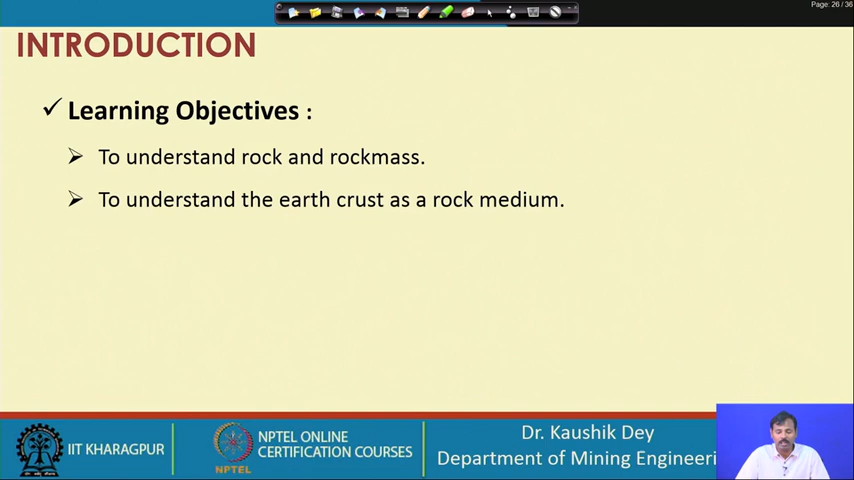 Page: 26 / 36
INTRODUCTION
✓ Learning Objectives :
➢ To understand rock and rockmass.
➢ To understand the earth crust as a rock medium.
IIT KHARAGPUR
NPTEL
NPTEL ONLINE
CERTIFICATION COURSES
Dr. Kaushik Dey
Department of Mining Engineeri